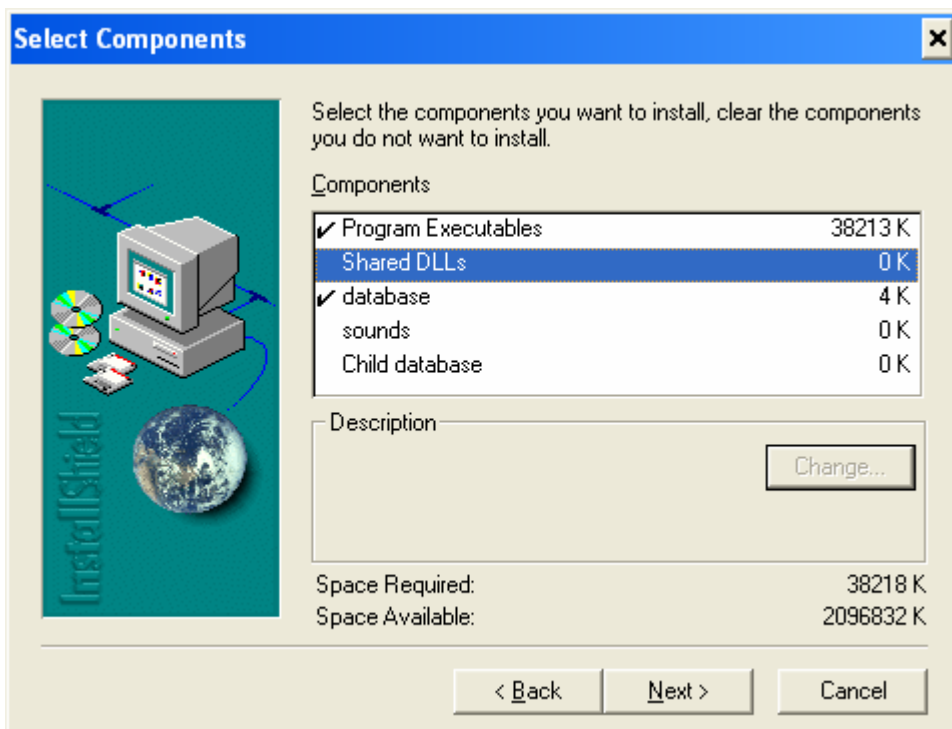 Select Components
Select the components you want to install, clear the components
you do not want to install.
Components
Program Executables 38213 K
Shared DLLs 0 K
database 4 K
sounds 0 K
Child database 0 K
Description
Change...
InstallShield
Space Required: 38218 K
Space Available: 2096832 K
< Back Next > Cancel